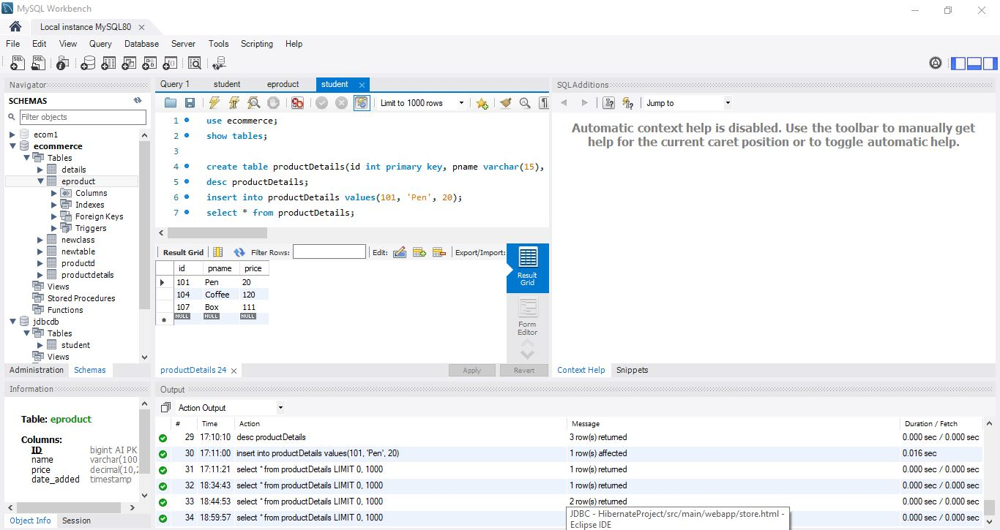 MySQL Workbench
Local instance MySQL80
File Edit View Query Database Server Tools Scripting Help
Navigator
SCHEMAS
Filter objects
ecom1
ecommerce
Tables
details
eproduct
Columns
Indexes
Foreign Keys
Triggers
newclass
newtable
productd
productdetails
Views
Stored Procedures
Functions
jdbcdb
Tables
student
Views
Administration Schemas
Information
Table: eproduct
Columns:
ID bigint AI PK
name varchar(100
price decimal(10,2
date_added timestamp
Object Info Session
Query 1 student eproduct student
Limit to 1000 rows
1 use ecommerce;
2 show tables;
3
4 create table productDetails(id int primary key, pname varchar(15),
5 desc productDetails;
6 insert into productDetails values(101, 'Pen', 20);
7 select * from productDetails;
Result Grid Filter Rows: Edit: Export/Import:
id pname price
101 Pen 20
104 Coffee 120
107 Box 111
NULL NULL NULL
Result
Grid
Form
Editor
productDetails 24
Apply Revert
SQLAdditions
Jump to
Automatic context help is disabled. Use the toolbar to manually get
help for the current caret position or to toggle automatic help.
Context Help Snippets
Output
Action Output
# Time Action Message Duration / Fetch
29 17:10:10 desc productDetails 3 row(s) returned 0.000 sec / 0.000 sec
30 17:11:00 insert into productDetails values(101, 'Pen', 20) 1 row(s) affected 0.016 sec
31 17:11:21 select * from productDetails LIMIT 0, 1000 1 row(s) returned 0.000 sec / 0.000 sec
32 18:34:43 select * from productDetails LIMIT 0, 1000 1 row(s) returned 0.000 sec / 0.000 sec
33 18:44:53 select * from productDetails LIMIT 0, 1000 2 row(s) returned 0.000 sec / 0.000 sec
34 18:59:57 select * from productDetails LIMIT 0, 1000 0.000 sec / 0.000 sec
JDBC - HibernateProject/src/main/webapp/store.html -
Eclipse IDE